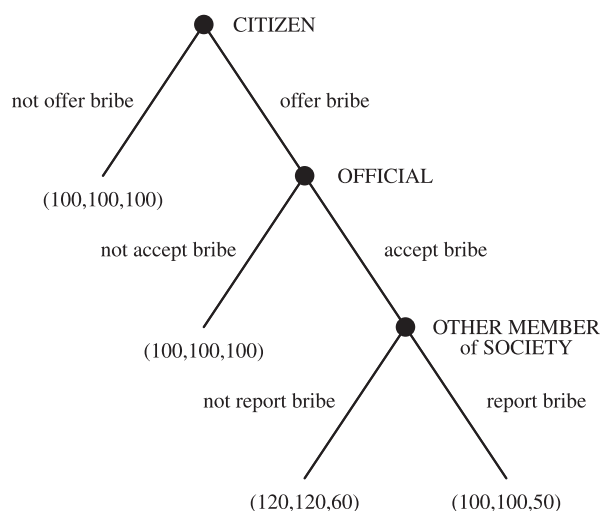 CITIZEN
not offer bribe
offer bribe
OFFICIAL
(100,100,100)
not accept bribe
accept bribe
OTHER MEMBER
of SOCIETY
(100,100,100)
not report bribe
report bribe
(120,120,60)
(100,100,50)